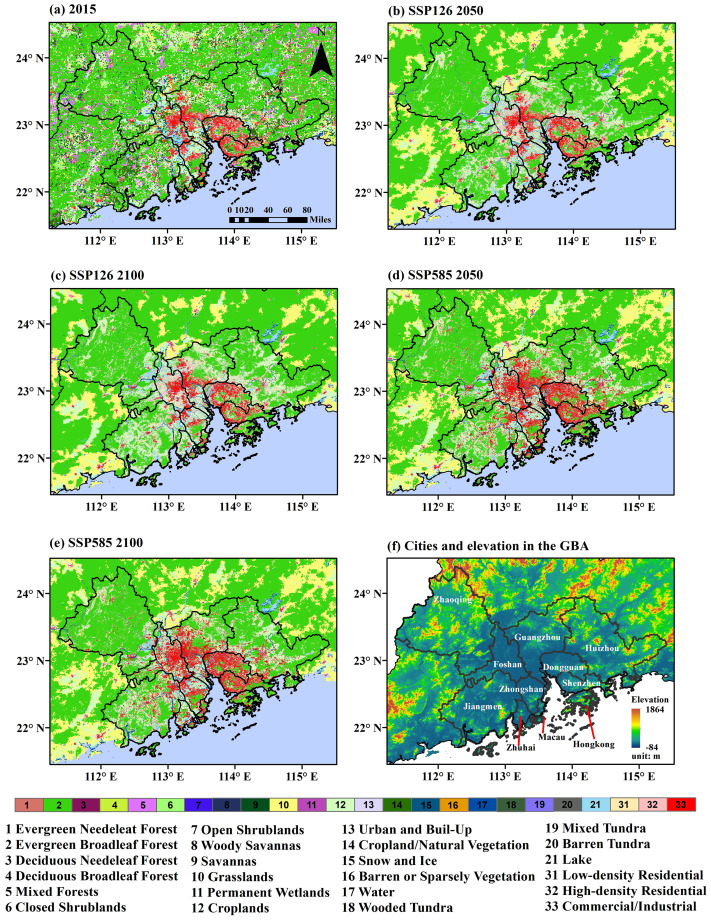 (a) 2015
(b) SSP126 2050
N
24° N
23° N
22° N
0 10 20 40 60 80
Miles
112° E 113° E 114° E 115° E
24° N
23° N
22° N
112° E 113° E 114° E 115° E
(c) SSP126 2100
(d) SSP585 2050
24° N
23° N
22° N
112° E 113° E 114° E 115° E
24° N
23° N
22° N
112° E 113° E 114° E 115° E
(e) SSP585 2100
(f) Cities and elevation in the GBA
24° N
23° N
22° N
112° E 113° E 114° E 115° E
24° N
23° N
22° N
Zhaoqing
Guangzhou
Huizhou
Foshan
Dongguan
Shenzhen
Zhongshan
Jiangmen
Zhuhai
Macau
Hongkong
Elevation
1864
-84
unit: m
112° E 113° E 114° E 115° E
1 2 3 4 5 6 7 8 9 10 11 12 13 14 15 16 17 18 19 20 21 31 32 33
1 Evergreen Needeleaf Forest
2 Evergreen Broadleaf Forest
3 Deciduous Needeleaf Forest
4 Deciduous Broadleaf Forest
5 Mixed Forests
6 Closed Shrublands
7 Open Shrublands
8 Woody Savannas
9 Savannas
10 Grasslands
11 Permanent Wetlands
12 Croplands
13 Urban and Buil-Up
14 Cropland/Natural Vegetation
15 Snow and Ice
16 Barren or Sparsely Vegetation
17 Water
18 Wooded Tundra
19 Mixed Tundra
20 Barren Tundra
21 Lake
31 Low-density Residential
32 High-density Residential
33 Commercial/Industrial